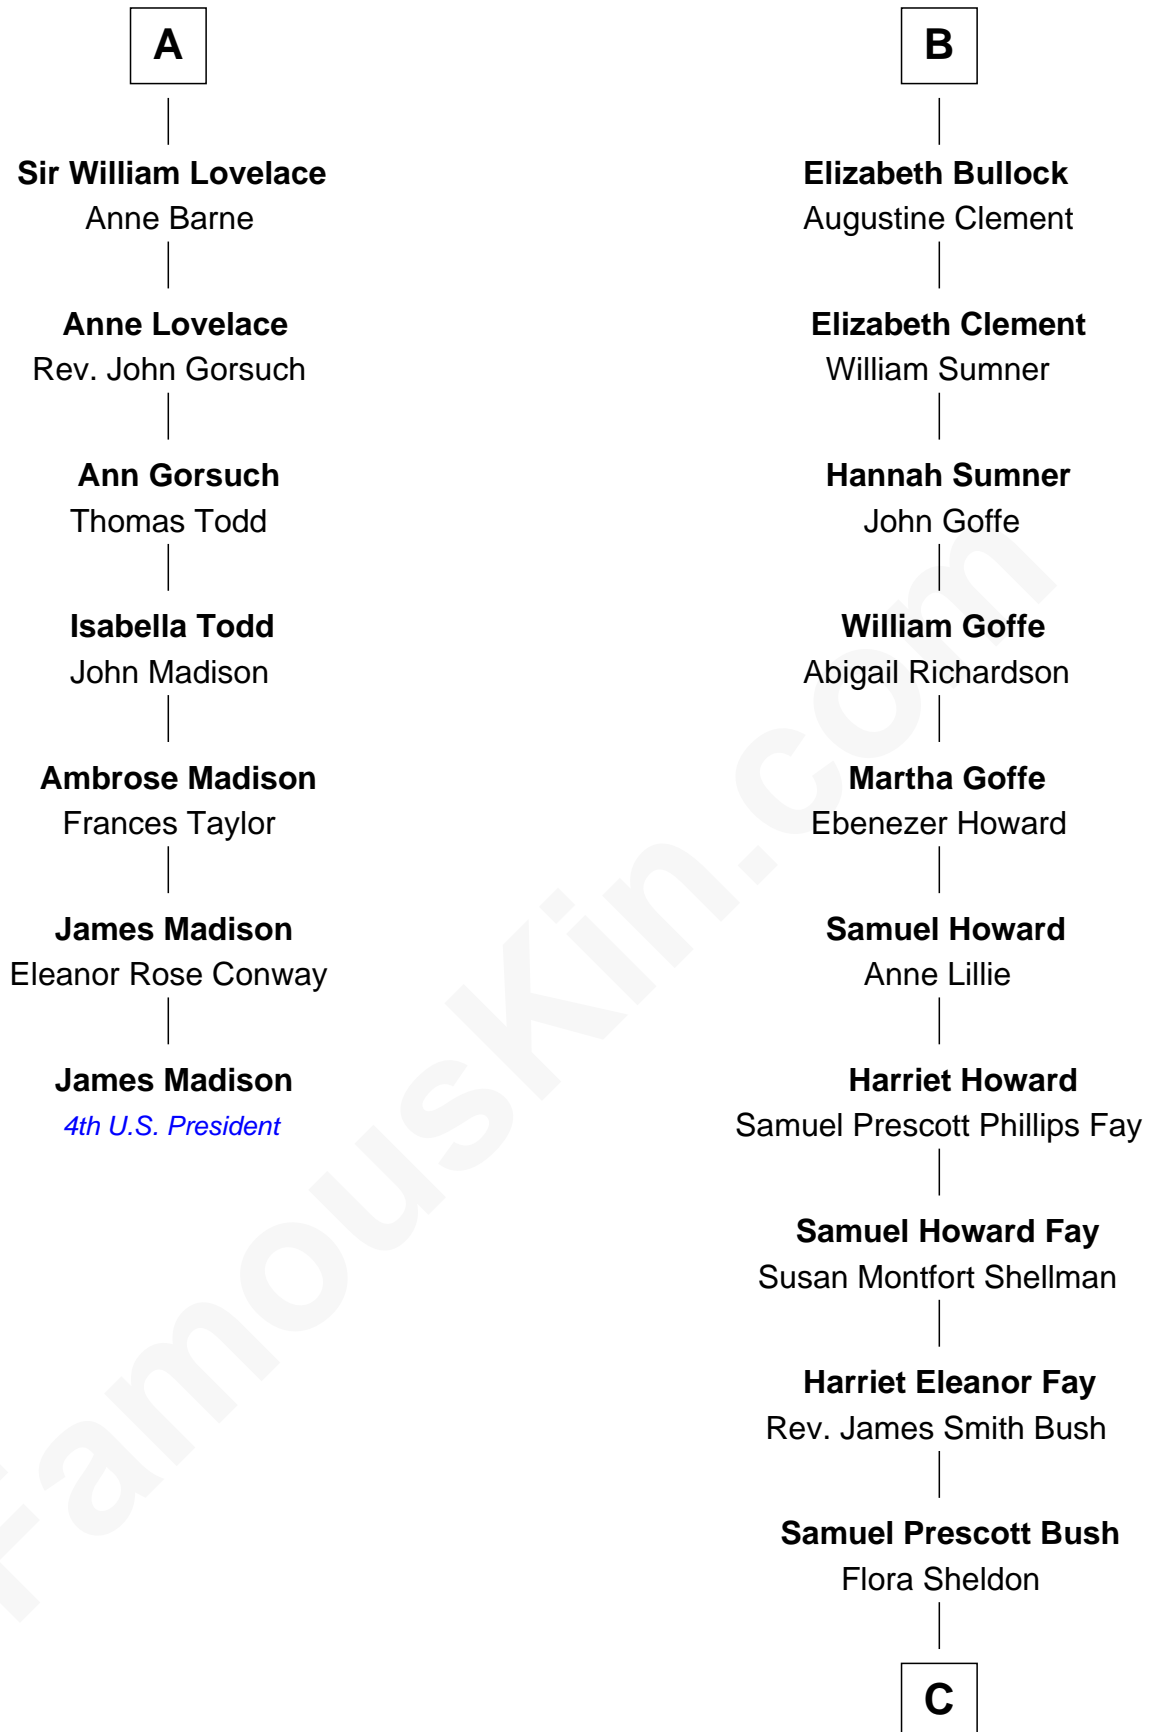 A
Sir William Lovelace
Anne Barne
Anne Lovelace
Rev. John Gorsuch
Ann Gorsuch
Thomas Todd
Isabella Todd
John Madison
Ambrose Madison
Frances Taylor
James Madison
Eleanor Rose Conway
James Madison
4th U.S. President
B
Elizabeth Bullock
Augustine Clement
Elizabeth Clement
William Sumner
Hannah Sumner
John Goffe
William Goffe
Abigail Richardson
Martha Goffe
Ebenezer Howard
Samuel Howard
Anne Lillie
Harriet Howard
Samuel Prescott Phillips Fay
Samuel Howard Fay
Susan Montfort Shellman
Harriet Eleanor Fay
Rev. James Smith Bush
Samuel Prescott Bush
Flora Sheldon
C
FamousKin.com